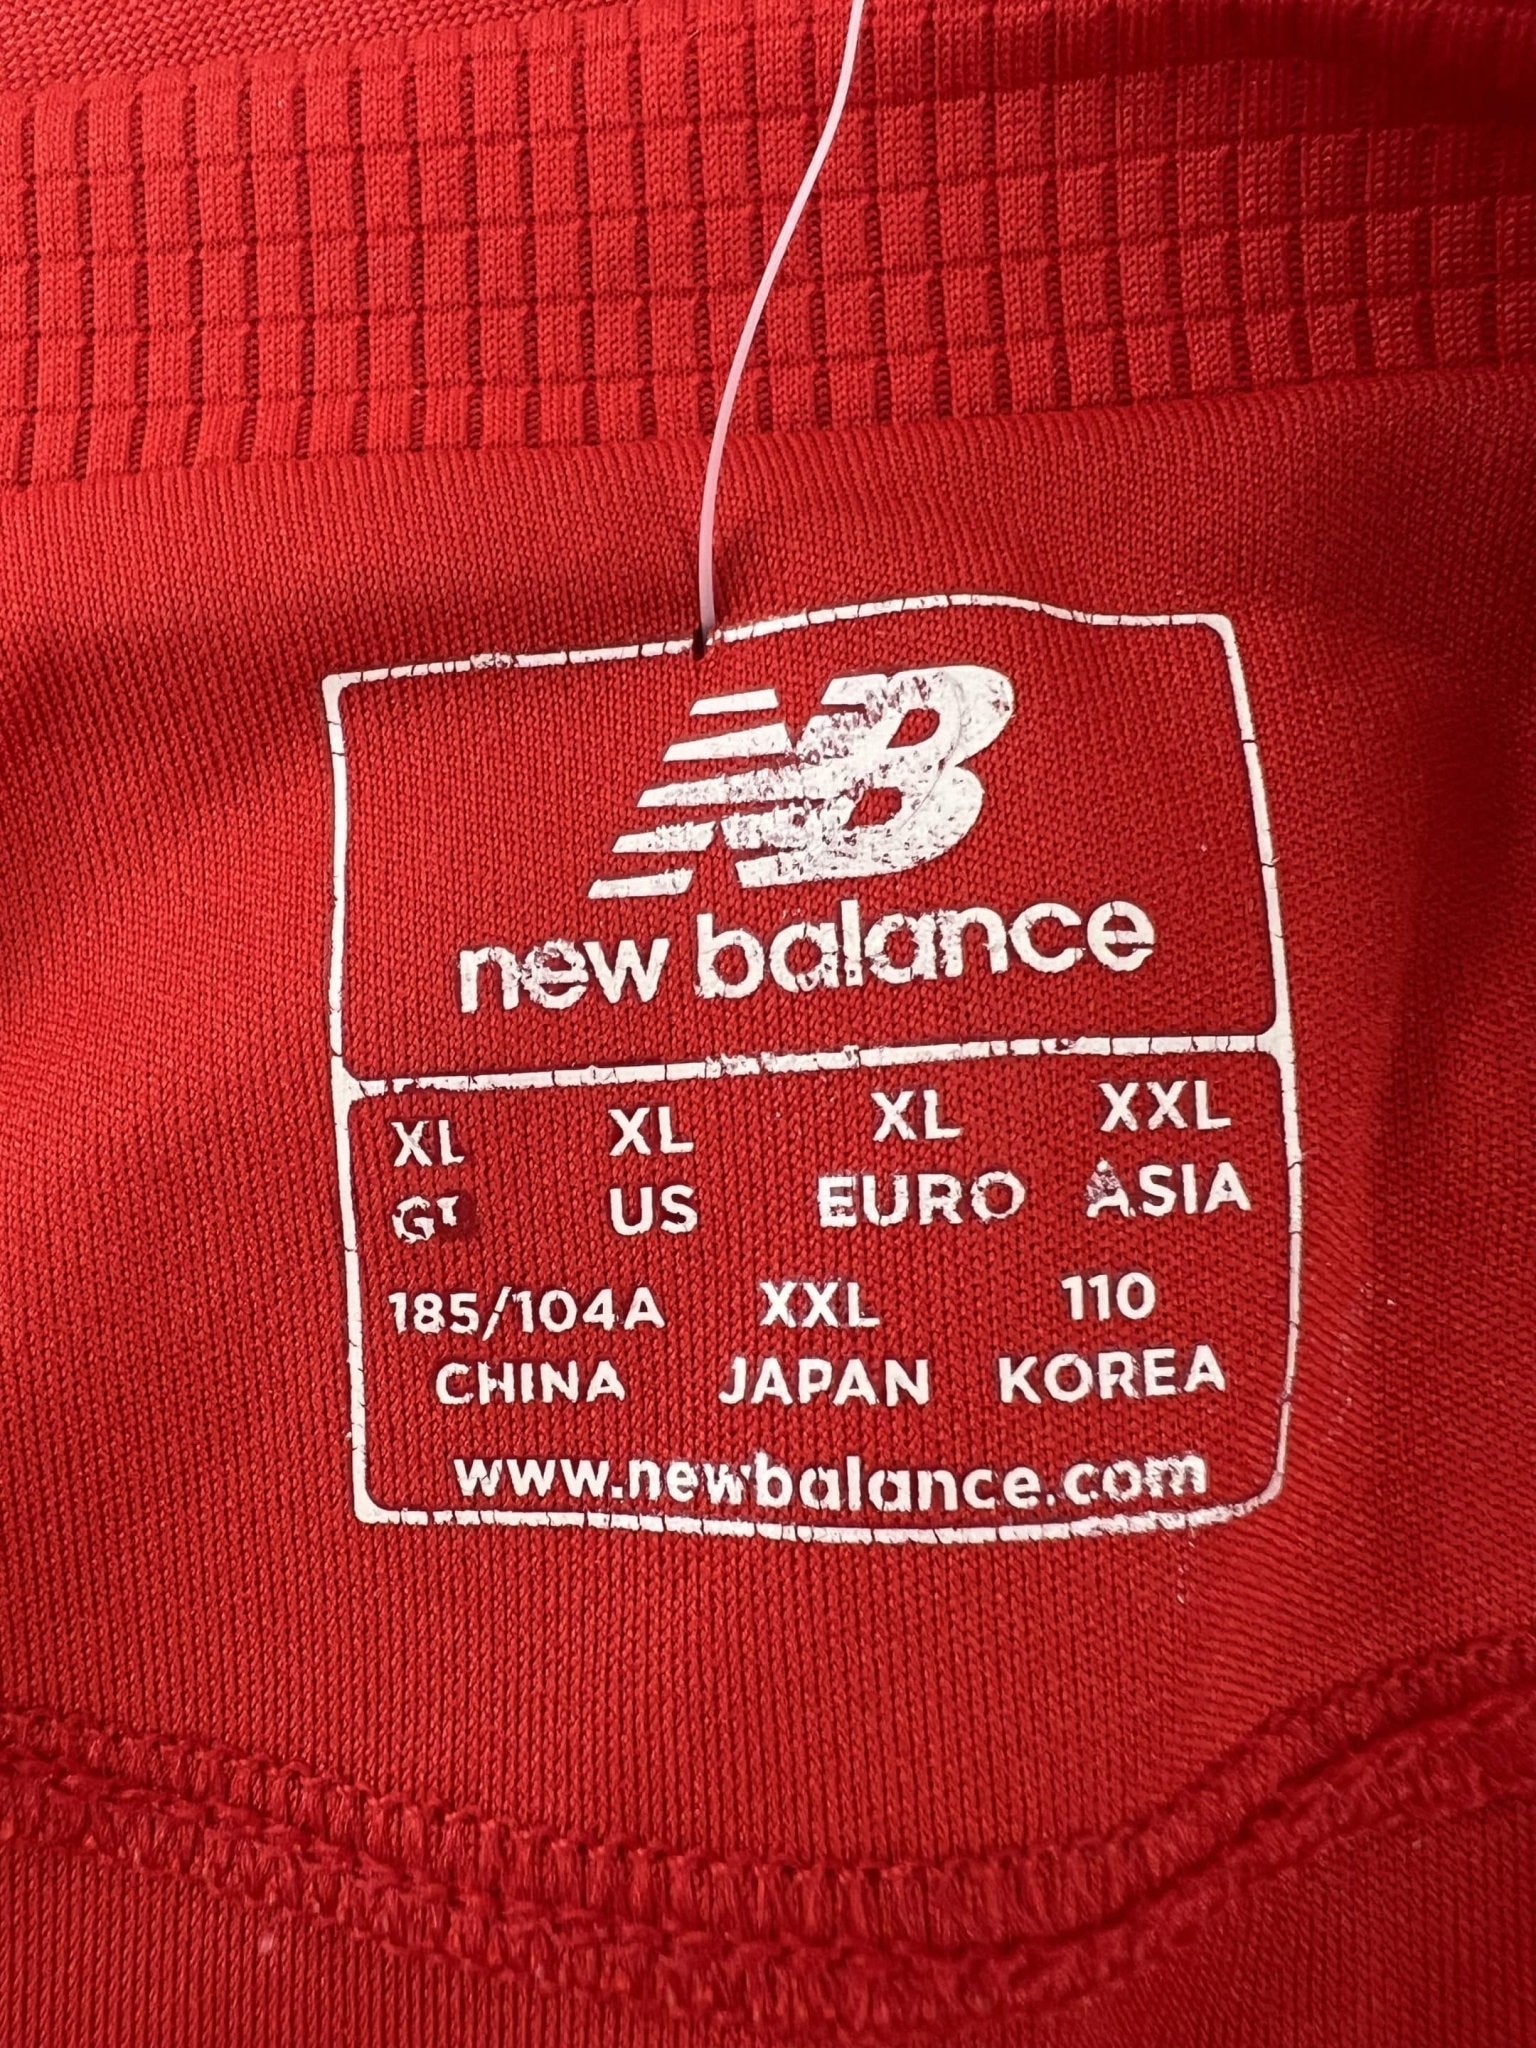 NB
new balance
XL XL XL XXL
US EURO ASIA
185/104A XXL 110
CHINA JAPAN KOREA
www.newbalance.com